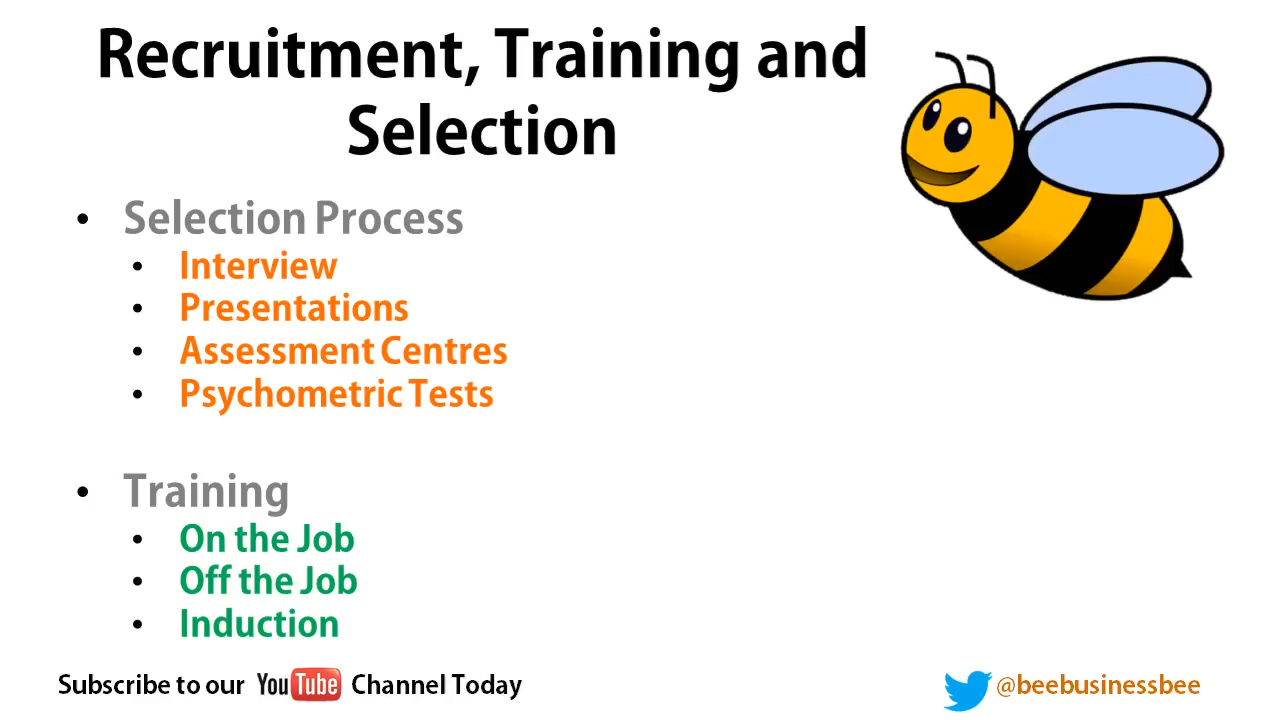 Recruitment, Training and
Selection
• Selection Process
• Interview
• Presentations
• Assessment Centres
• Psychometric Tests
• Training
• On the Job
• Off the Job
• Induction
Subscribe to our YouTube Channel Today
@beebusinessbee